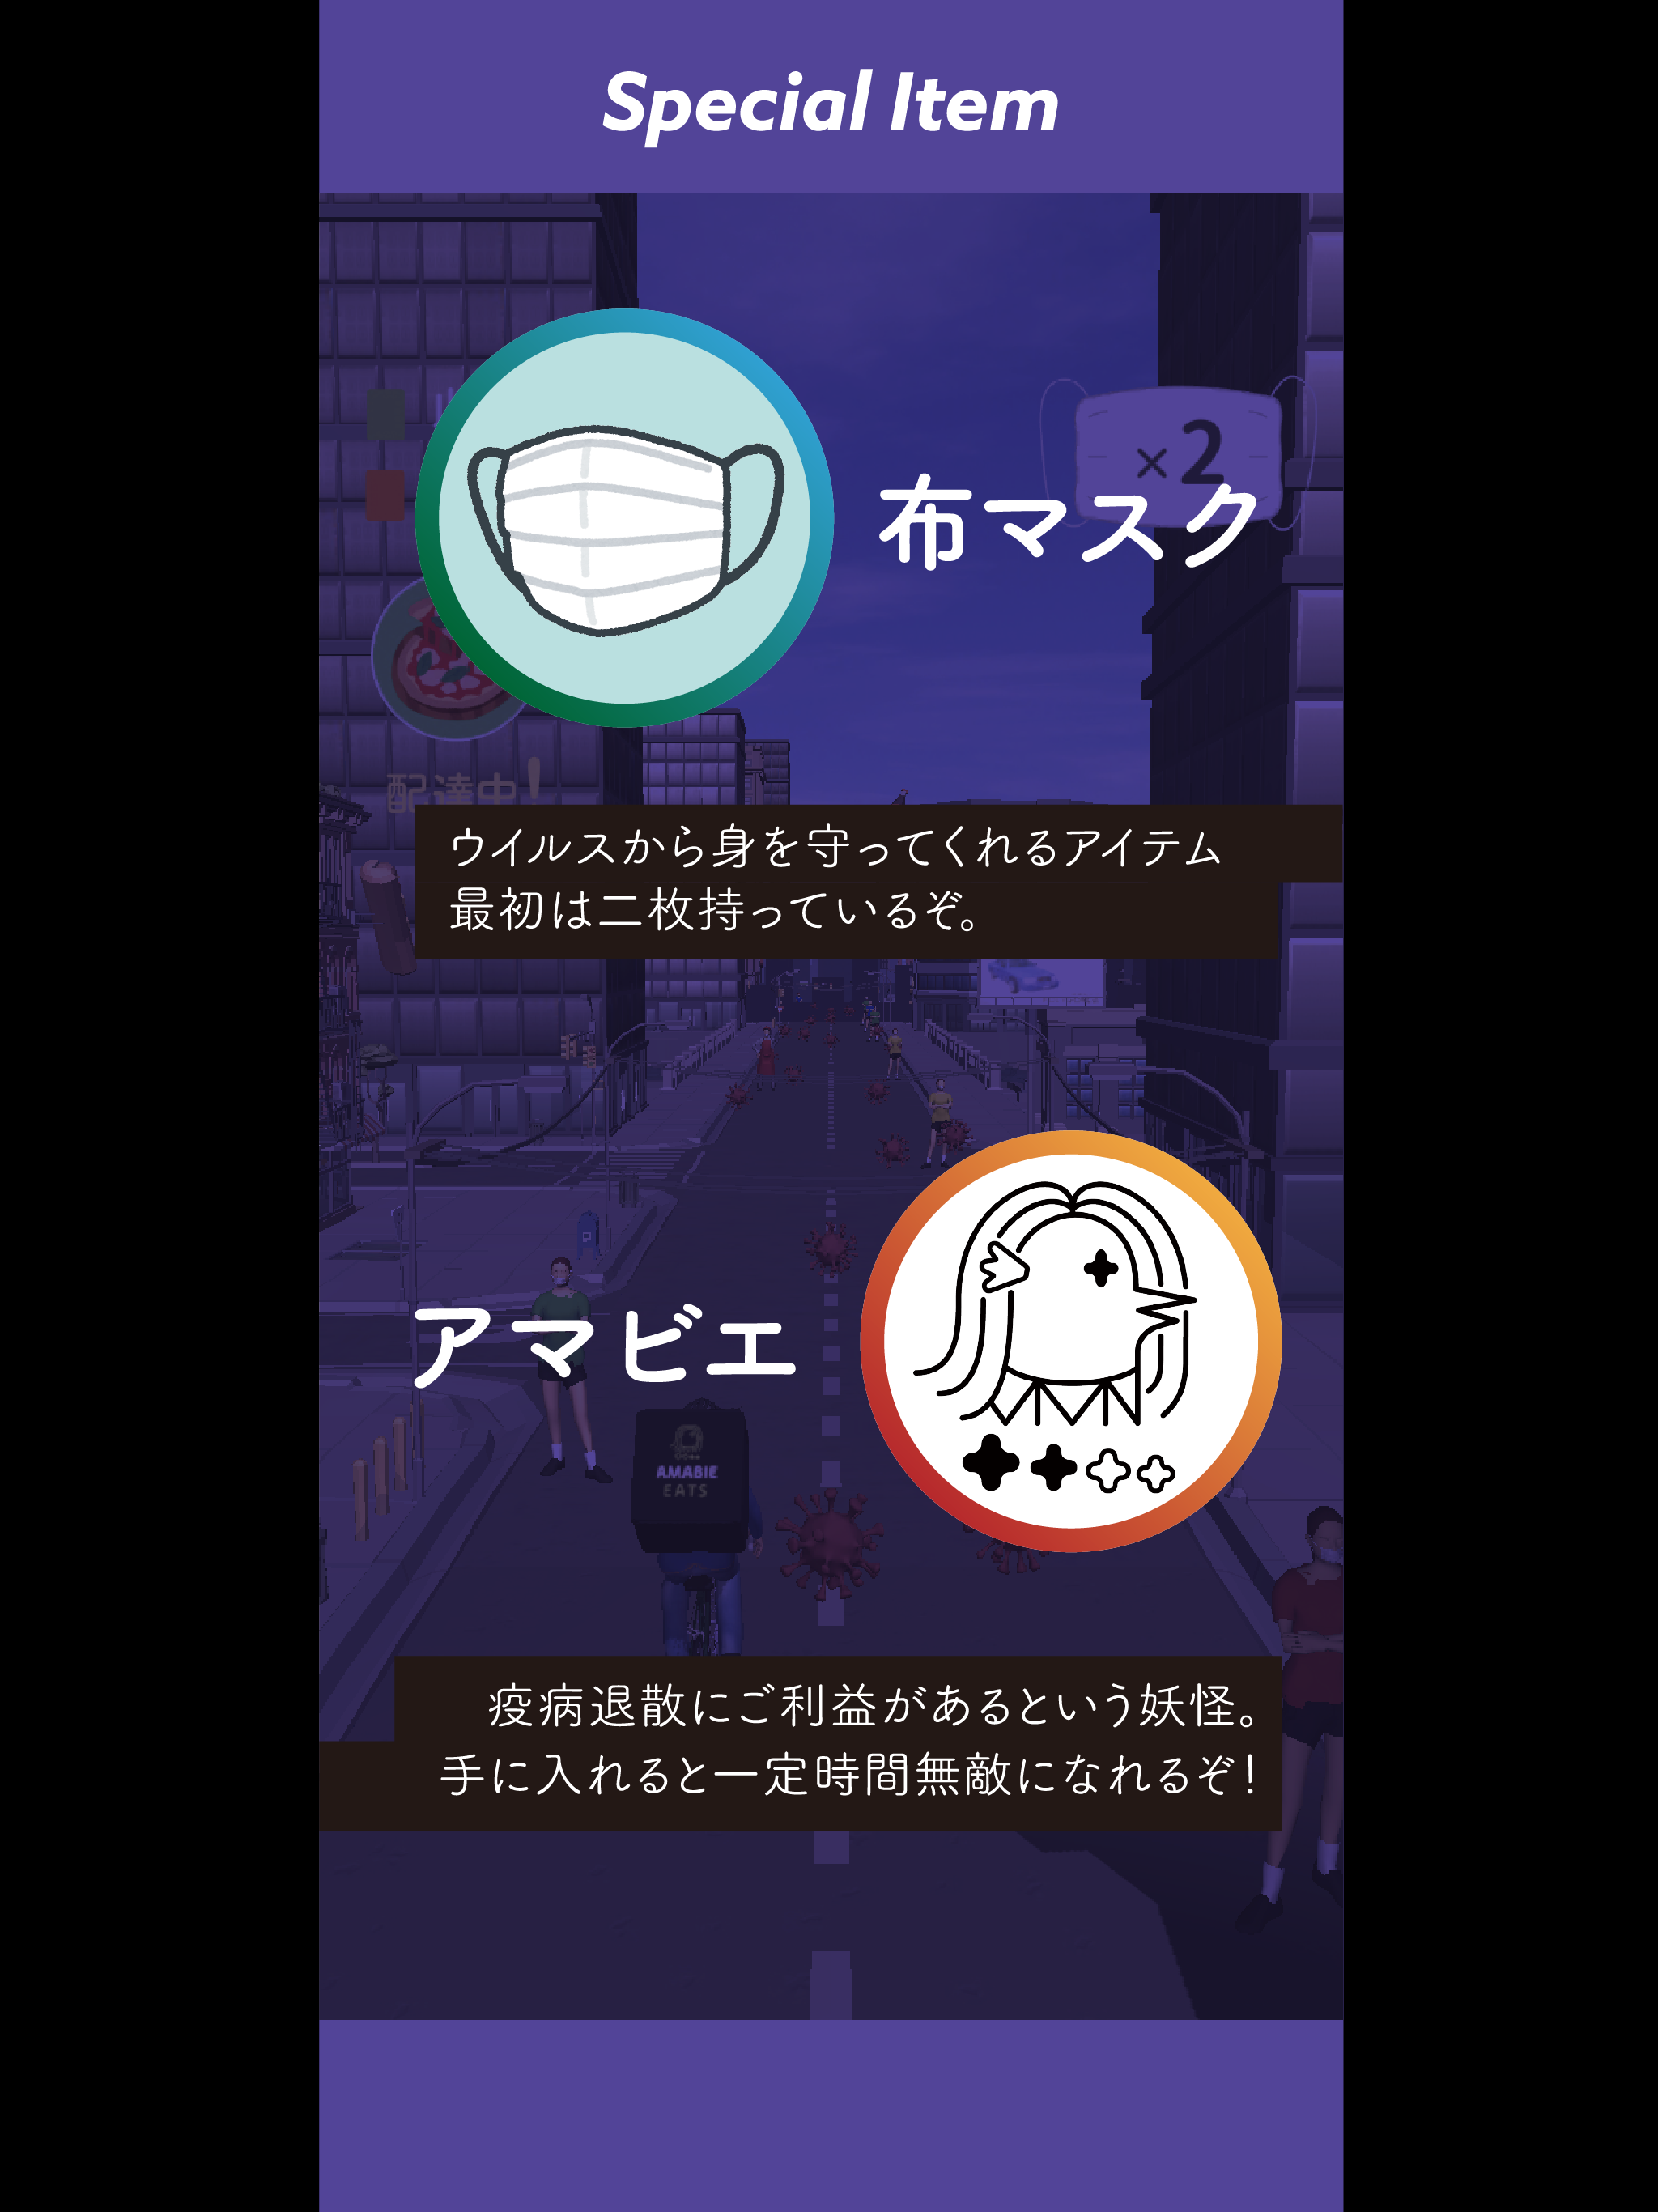 Special Item
×2
布マスク
配達中!
ウイルスから身を守ってくれるアイテム
最初は二枚持っているぞ。
アマビエ
AMABIE
EATS
疫病退散にご利益があるという妖怪。
手に入れると一定時間無敵になれるぞ!